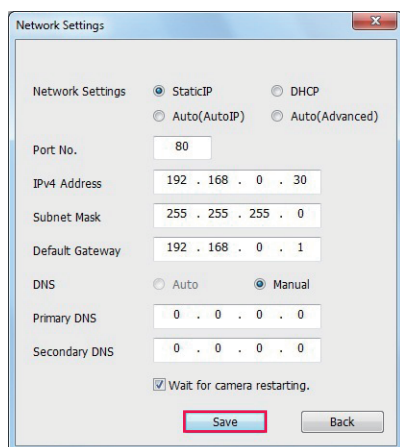 Network Settings
Network Settings StaticIP DHCP
Auto(AutoIP) Auto(Advanced)
Port No. 80
IPv4 Address 192 . 168 . 0 . 30
Subnet Mask 255 . 255 . 255 . 0
Default Gateway 192 . 168 . 0 . 1
DNS Auto Manual
Primary DNS 0 . 0 . 0 . 0
Secondary DNS 0 . 0 . 0 . 0
Wait for camera restarting.
Save Back